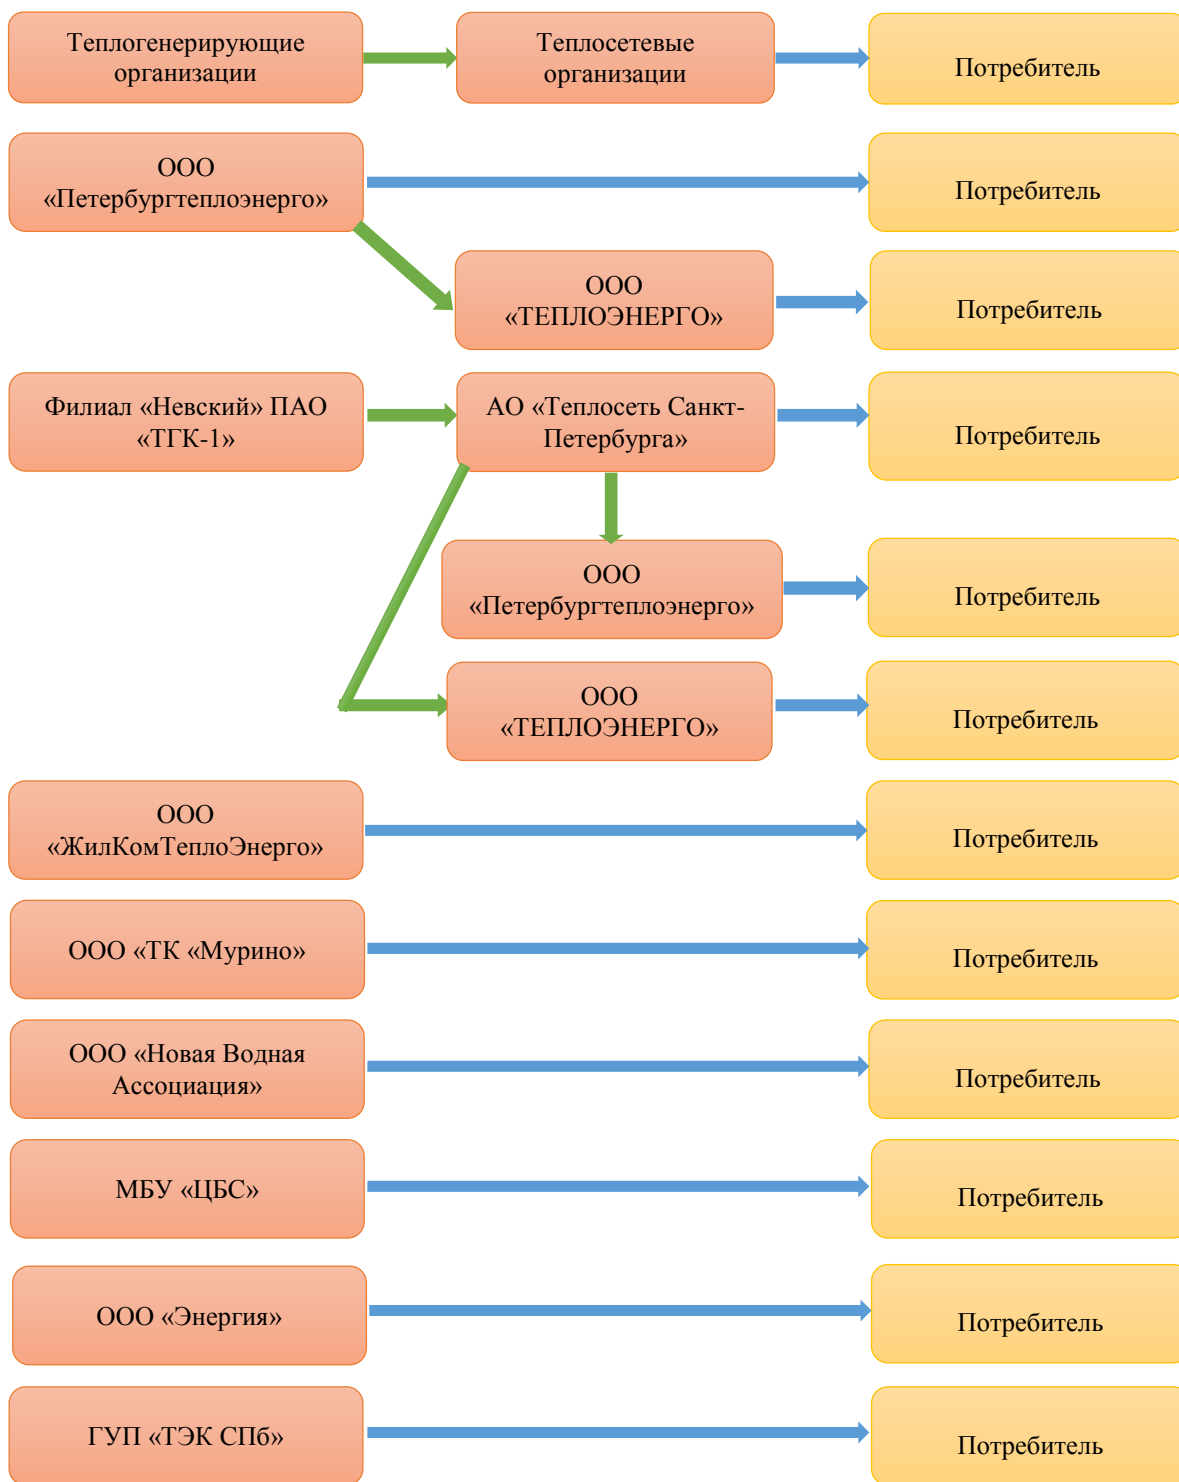 Теплогенерирующие
организации
Теплосетевые
организации
Потребитель
ООО
«Петербургтеплоэнерго»
Потребитель
ООО
«ТЕПЛОЭНЕРГО»
Потребитель
Филиал «Невский» ПАО
«ТГК-1»
АО «Теплосеть Санкт-
Петербурга»
Потребитель
ООО
«Петербургтеплоэнерго»
Потребитель
ООО
«ТЕПЛОЭНЕРГО»
Потребитель
ООО
«ЖилКомТеплоЭнерго»
Потребитель
ООО «ТК «Мурино»
Потребитель
ООО «Новая Водная
Ассоциация»
Потребитель
МБУ «ЦБС»
Потребитель
ООО «Энергия»
Потребитель
ГУП «ТЭК СПб»
Потребитель